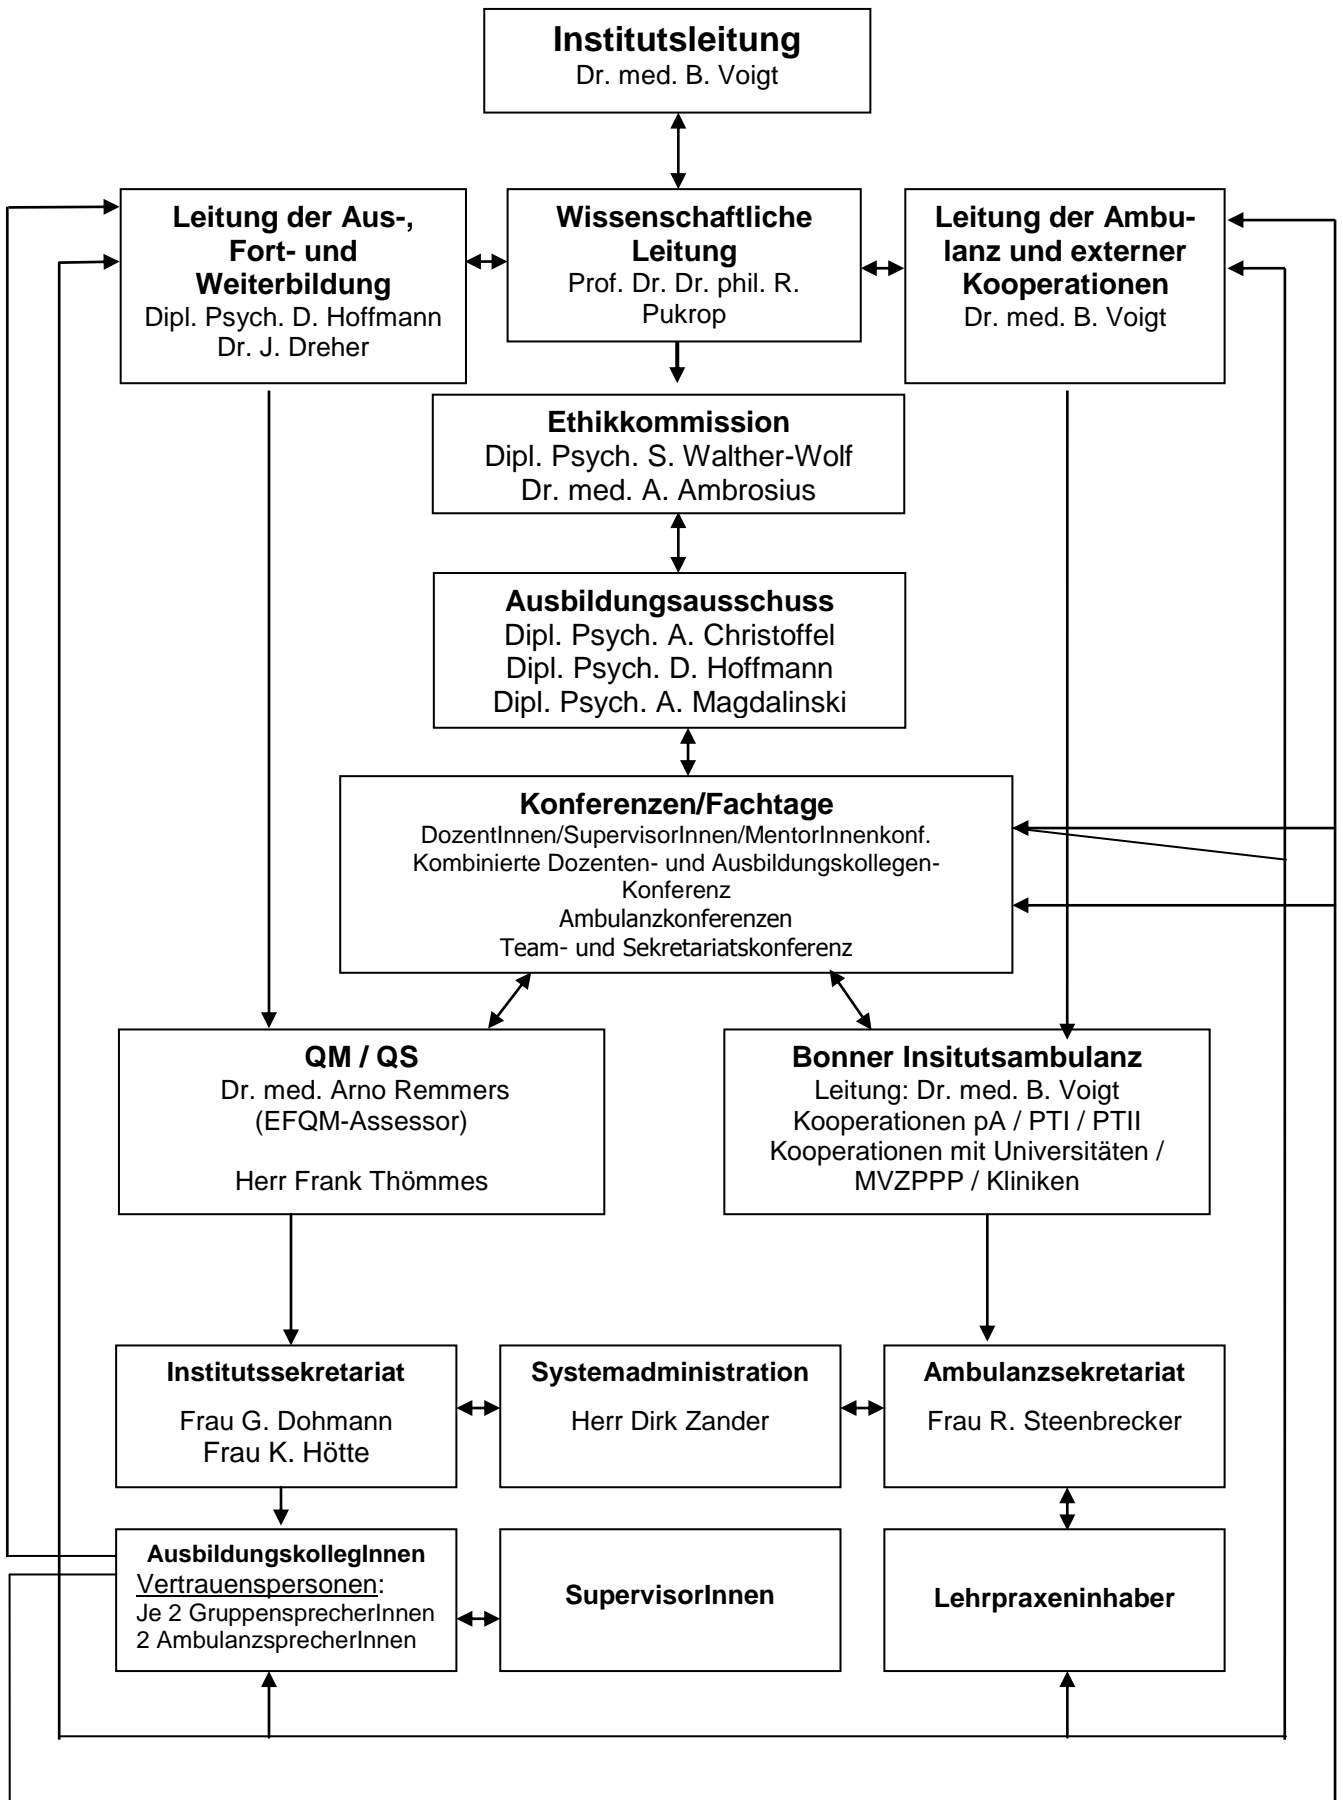 Institutsleitung
Dr. med. B. Voigt
Leitung der Aus-,
Fort- und
Weiterbildung
Dipl. Psych. D. Hoffmann
Dr. J. Dreher
Wissenschaftliche
Leitung
Prof. Dr. Dr. phil. R.
Pukrop
Leitung der Ambu-
lanz und externer
Kooperationen
Dr. med. B. Voigt
Ethikkommission
Dipl. Psych. S. Walther-Wolf
Dr. med. A. Ambrosius
Ausbildungsausschuss
Dipl. Psych. A. Christoffel
Dipl. Psych. D. Hoffmann
Dipl. Psych. A. Magdalinski
Konferenzen/Fachtage
DozentInnen/SupervisorInnen/MentorInnenkonf.
Kombinierte Dozenten- und Ausbildungskollegen-
Konferenz
Ambulanzkonferenzen
Team- und Sekretariatskonferenz
QM / QS
Dr. med. Arno Remmers
(EFQM-Assessor)
Herr Frank Thömmes
Bonner Insitutsambulanz
Leitung: Dr. med. B. Voigt
Kooperationen pA / PTI / PTII
Kooperationen mit Universitäten /
MVZPPP / Kliniken
Institutssekretariat
Frau G. Dohmann
Frau K. Hötte
Systemadministration
Herr Dirk Zander
Ambulanzsekretariat
Frau R. Steenbrecker
AusbildungskollegInnen
Vertrauenspersonen:
Je 2 GruppensprecherInnen
2 AmbulanzsprecherInnen
SupervisorInnen
Lehrpraxeninhaber